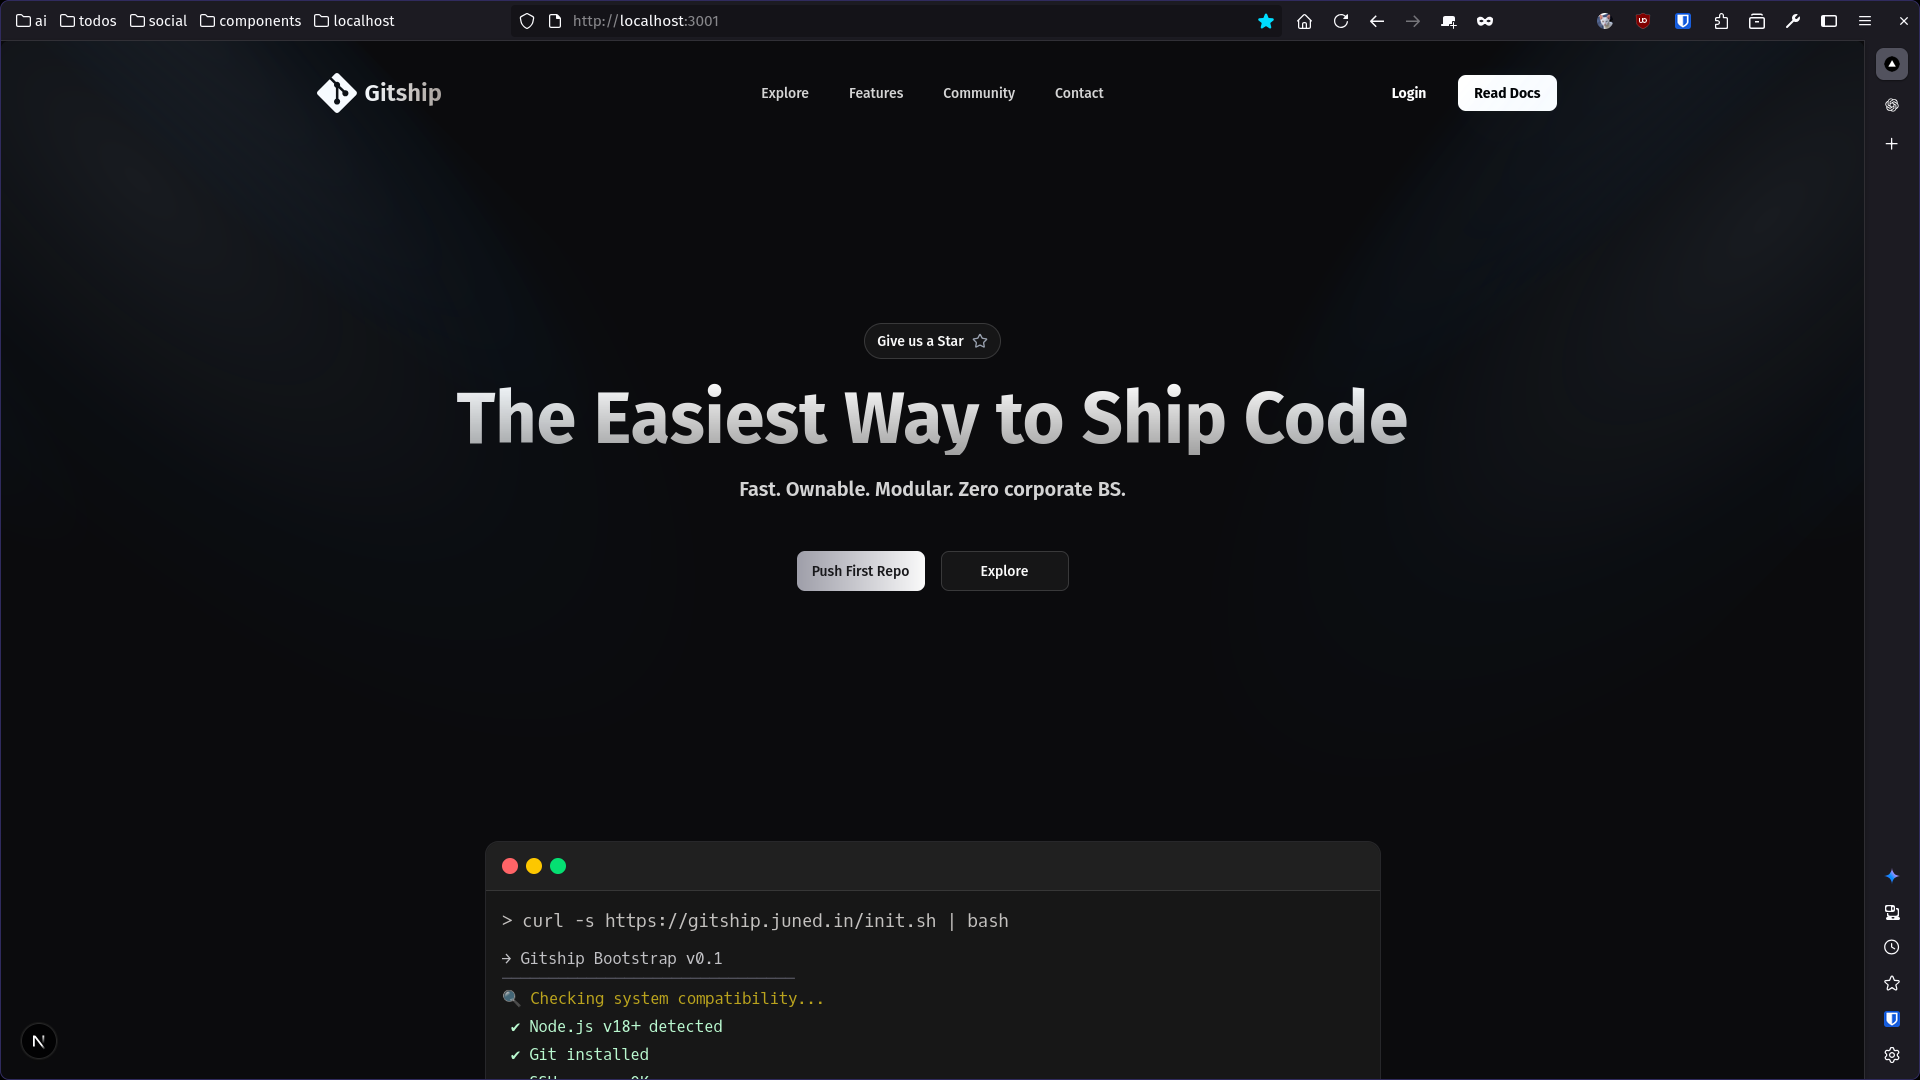 ai todos social components localhost http://localhost:3001
Gitship Explore Features Community Contact Login Read Docs
Give us a Star
The Easiest Way to Ship Code
Fast. Ownable. Modular. Zero corporate BS.
Push First Repo Explore
> curl -s https://gitship.juned.in/init.sh | bash
→ Gitship Bootstrap v0.1
🔍 Checking system compatibility...
✔ Node.js v18+ detected
✔ Git installed
N